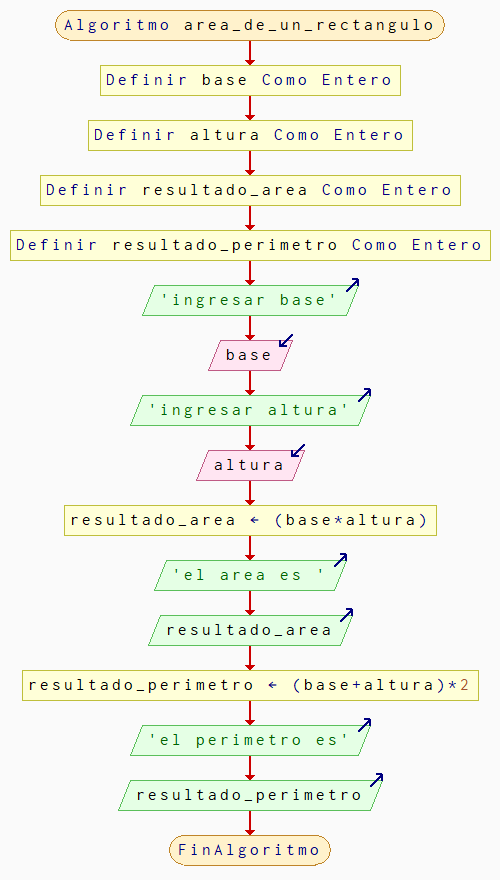 Algoritmo area_de_un_rectangulo
Definir base Como Entero
Definir altura Como Entero
Definir resultado_area Como Entero
Definir resultado_perimetro Como Entero
'ingresar base'
base
'ingresar altura'
altura
resultado_area ← (base*altura)
'el area es '
resultado_area
resultado_perimetro ← (base+altura)*2
'el perimetro es'
resultado_perimetro
FinAlgoritmo